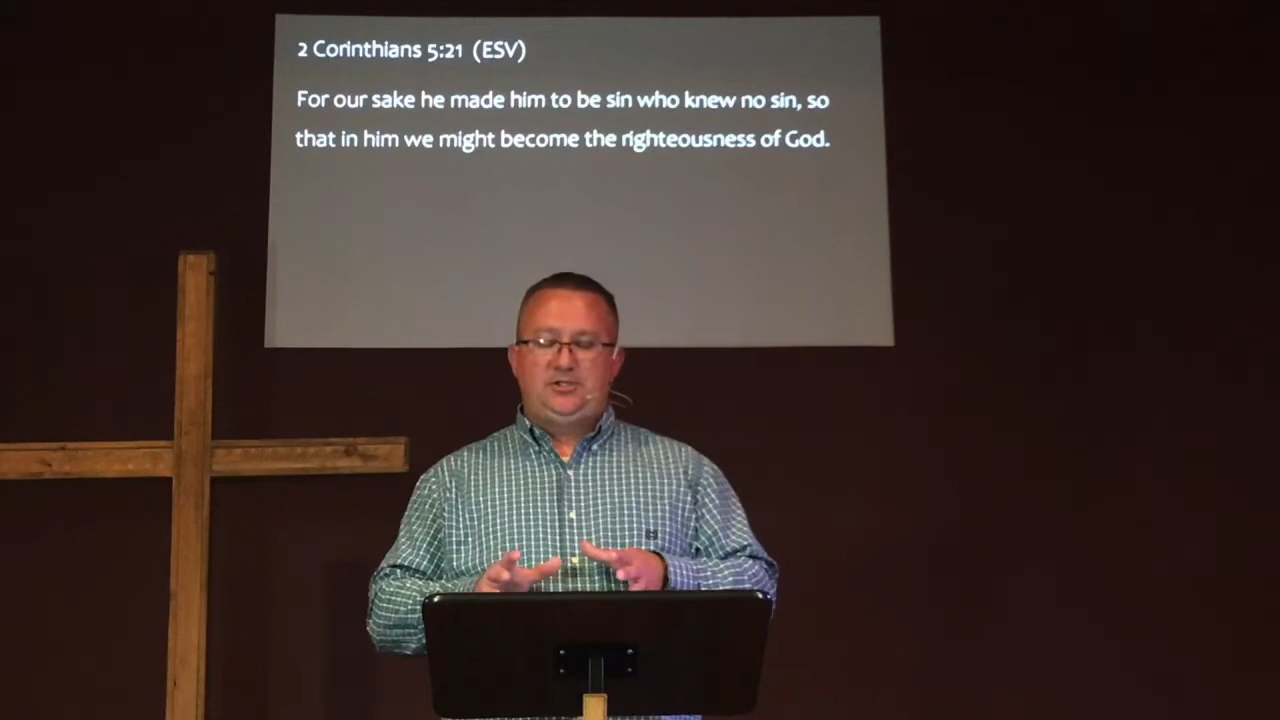 2 Corinthians 5:21 (ESV)
For our sake he made him to be sin who knew no sin, so
that in him we might become the righteousness of God.